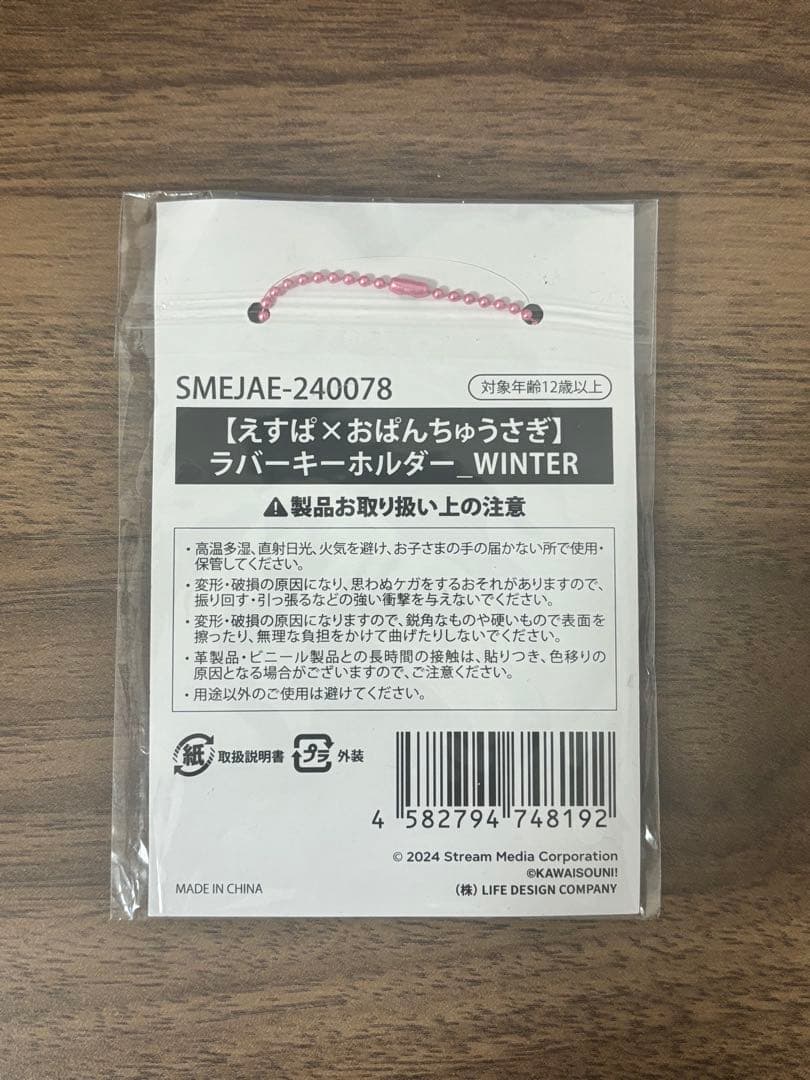 SMEJAE-240078
対象年齢12歳以上
【えすぱ×おぱんちゅうさぎ】
ラバーキーホルダー_WINTER
⚠製品お取り扱い上の注意
・高温多湿、直射日光、火気を避け、お子さまの手の届かない所で使用・
保管してください。
・変形・破損の原因になり、思わぬケガをするおそれがありますので、
振り回す・引っ張るなどの強い衝撃を与えないでください。
・変形・破損の原因になりますので、鋭角なものや硬いもので表面を
擦ったり、無理な負担をかけて曲げたりしないでください。
・革製品・ビニール製品との長時間の接触は、貼りつき、色移りの
原因となる場合がございますので、ご注意ください。
・用途以外のご使用は避けてください。
紙 取扱説明書 プラ 外装
4 582794 748192
© 2024 Stream Media Corporation
©KAWAISOUNI!
MADE IN CHINA
(株) LIFE DESIGN COMPANY